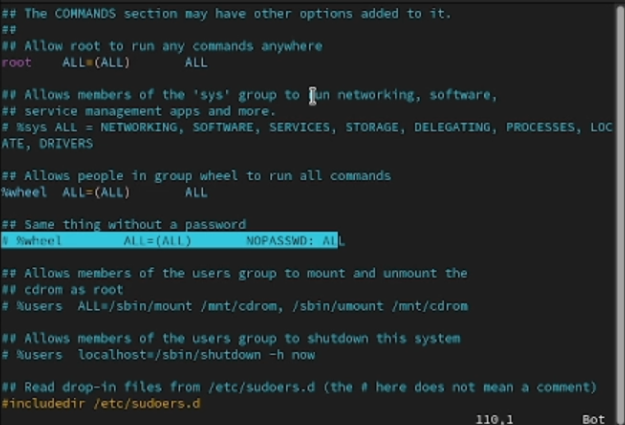 ## The COMMANDS section may have other options added to it.
##
## Allow root to run any commands anywhere
root    ALL=(ALL)       ALL
## Allows members of the 'sys' group to run networking, software,
## service management apps and more.
# %sys ALL = NETWORKING, SOFTWARE, SERVICES, STORAGE, DELEGATING, PROCESSES, LOC
ATE, DRIVERS
## Allows people in group wheel to run all commands
%wheel  ALL=(ALL)       ALL
## Same thing without a password
# %wheel        ALL=(ALL)       NOPASSWD: ALL
## Allows members of the users group to mount and unmount the
## cdrom as root
# %users  ALL=/sbin/mount /mnt/cdrom, /sbin/umount /mnt/cdrom
## Allows members of the users group to shutdown this system
# %users  localhost=/sbin/shutdown -h now
## Read drop-in files from /etc/sudoers.d (the # here does not mean a comment)
#includedir /etc/sudoers.d
110,1         Bot